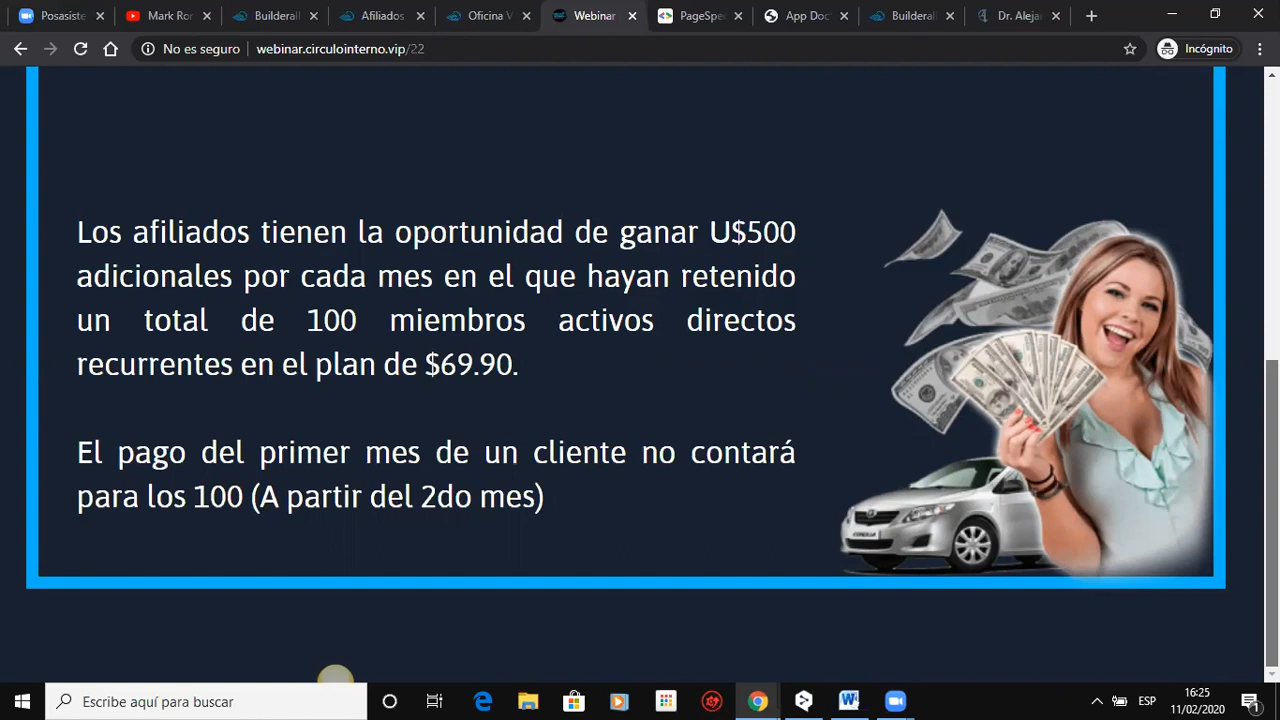 Posasiste
Mark Ror
Builderall
Afiliados
Oficina V
Webinar
PageSpee
App Doc
Builderall
Dr. Alejar
No es seguro
webinar.circulointerno.vip/22
Incógnito
Los afiliados tienen la oportunidad de ganar U$500
adicionales por cada mes en el que hayan retenido
un total de 100 miembros activos directos
recurrentes en el plan de $69.90.
El pago del primer mes de un cliente no contará
para los 100 (A partir del 2do mes)
Escribe aquí para buscar
ESP
16:25
11/02/2020